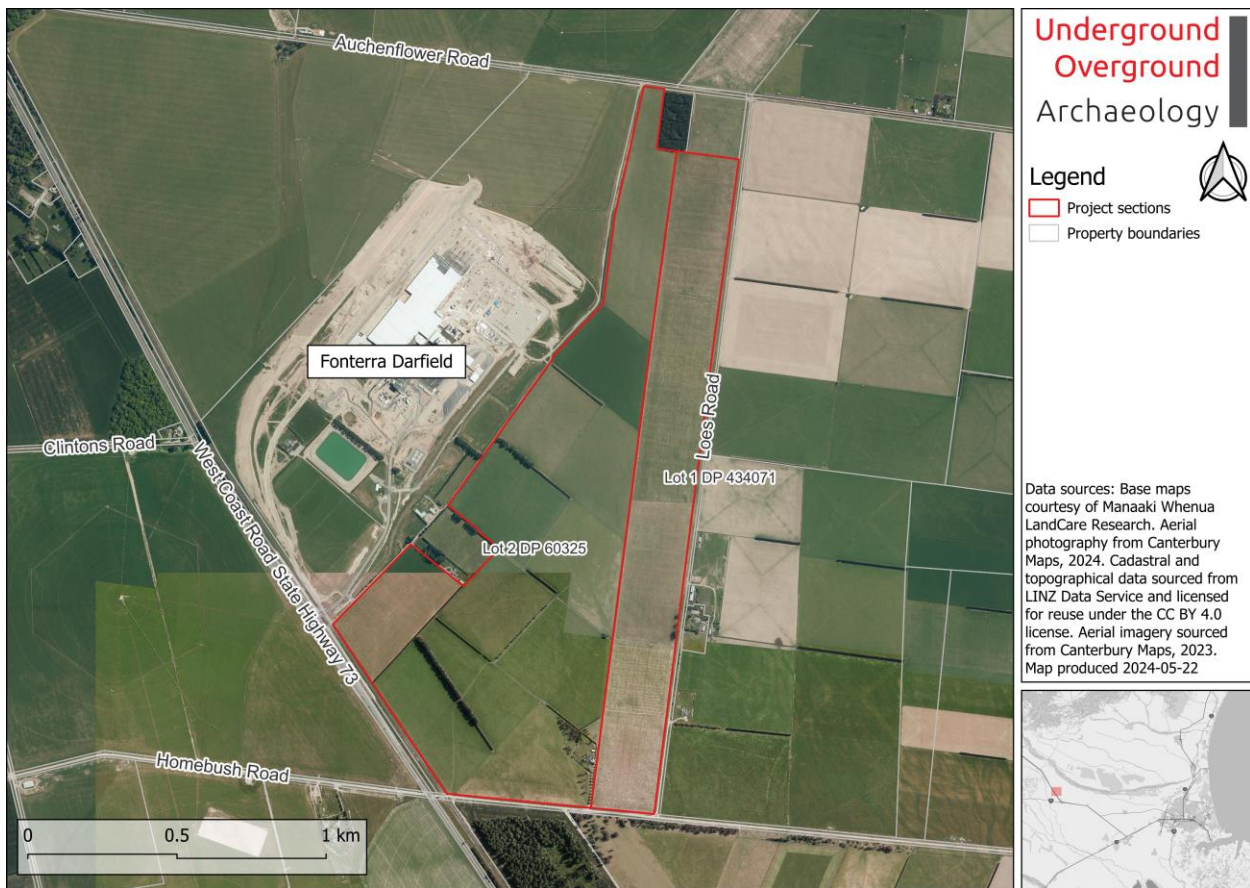 Auchenflower Road
Fonterra Darfield
Clintons Road
West Coast Road State Highway 73
Loes Road
Lot 1 DP 434071
Lot 2 DP 60325
Homebush Road
0 0.5 1 km
Underground
Overground
Archaeology
Legend
Project sections
Property boundaries
Data sources: Base maps
courtesy of Manaaki Whenua
LandCare Research. Aerial
photography from Canterbury
Maps, 2024. Cadastral and
topographical data sourced from
LINZ Data Service and licensed
for reuse under the CC BY 4.0
license. Aerial imagery sourced
from Canterbury Maps, 2023.
Map produced 2024-05-22